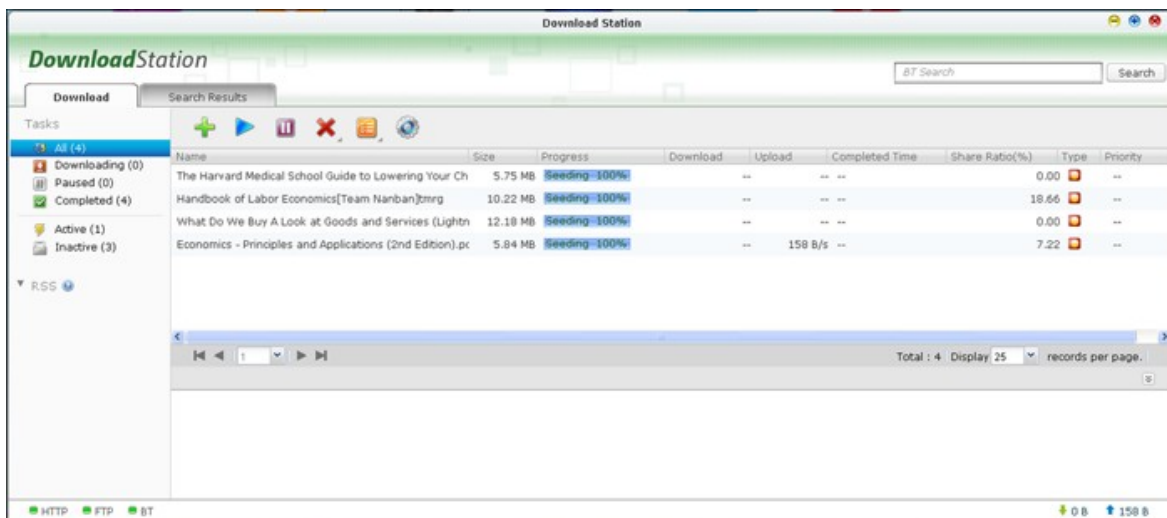 Download Station
DownloadStation
BT Search
Search
Download
Search Results
Tasks
All (4)
Downloading (0)
Paused (0)
Completed (4)
Active (1)
Inactive (3)
RSS
Name Size Progress Download Upload Completed Time Share Ratio(%) Type Priority
The Harvard Medical School Guide to Lowering Your Ch 5.75 MB Seeding 100% -- -- -- 0.00 --
Handbook of Labor Economics[Team Nanban]tmrg 10.22 MB Seeding 100% -- -- -- 18.66 --
What Do We Buy A Look at Goods and Services (Lightn 12.18 MB Seeding 100% -- -- -- 0.00 --
Economics - Principles and Applications (2nd Edition).pc 5.84 MB Seeding 100% -- 158 B/s -- 7.22 --
1
Total : 4 Display 25 records per page.
HTTP FTP BT
0 B 158 B